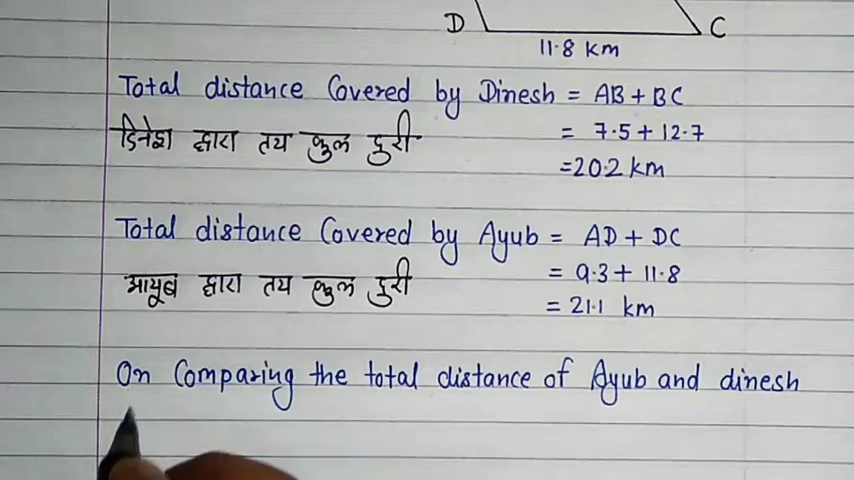 D C
11.8 km
Total distance Covered by Dinesh = AB + BC
दिनेश द्वारा तय कुल दुरी = 7.5 + 12.7
= 20.2 km
Total distance Covered by Ayub = AD + DC
आयूब द्वारा तय कुल दुरी = 9.3 + 11.8
= 21.1 km
On Comparing the total distance of Ayub and dinesh